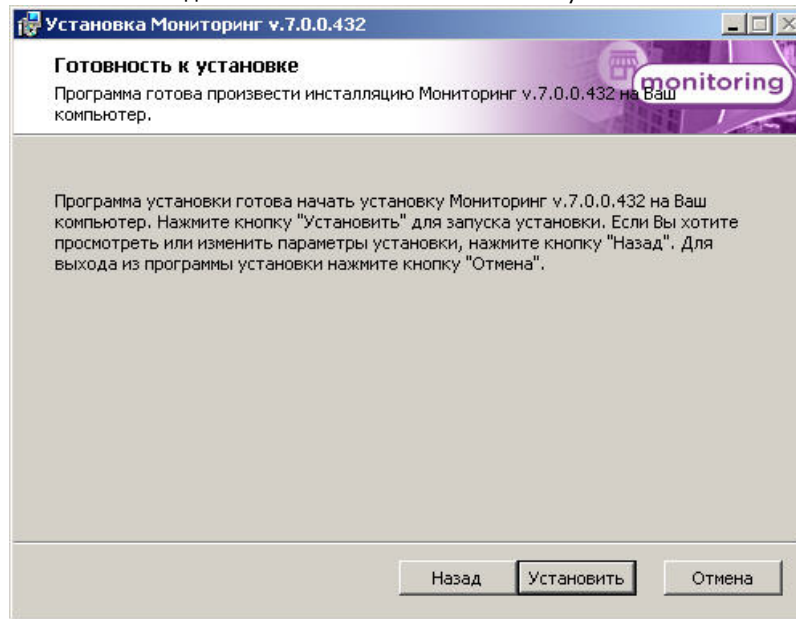 Установка Мониторинг v.7.0.0.432
Готовность к установке
Программа готова произвести инсталляцию Мониторинг v.7.0.0.432 на Ваш
компьютер.
monitoring
Программа установки готова начать установку Мониторинг v.7.0.0.432 на Ваш
компьютер. Нажмите кнопку "Установить" для запуска установки. Если Вы хотите
просмотреть или изменить параметры установки, нажмите кнопку "Назад". Для
выхода из программы установки нажмите кнопку "Отмена".
Назад
Установить
Отмена